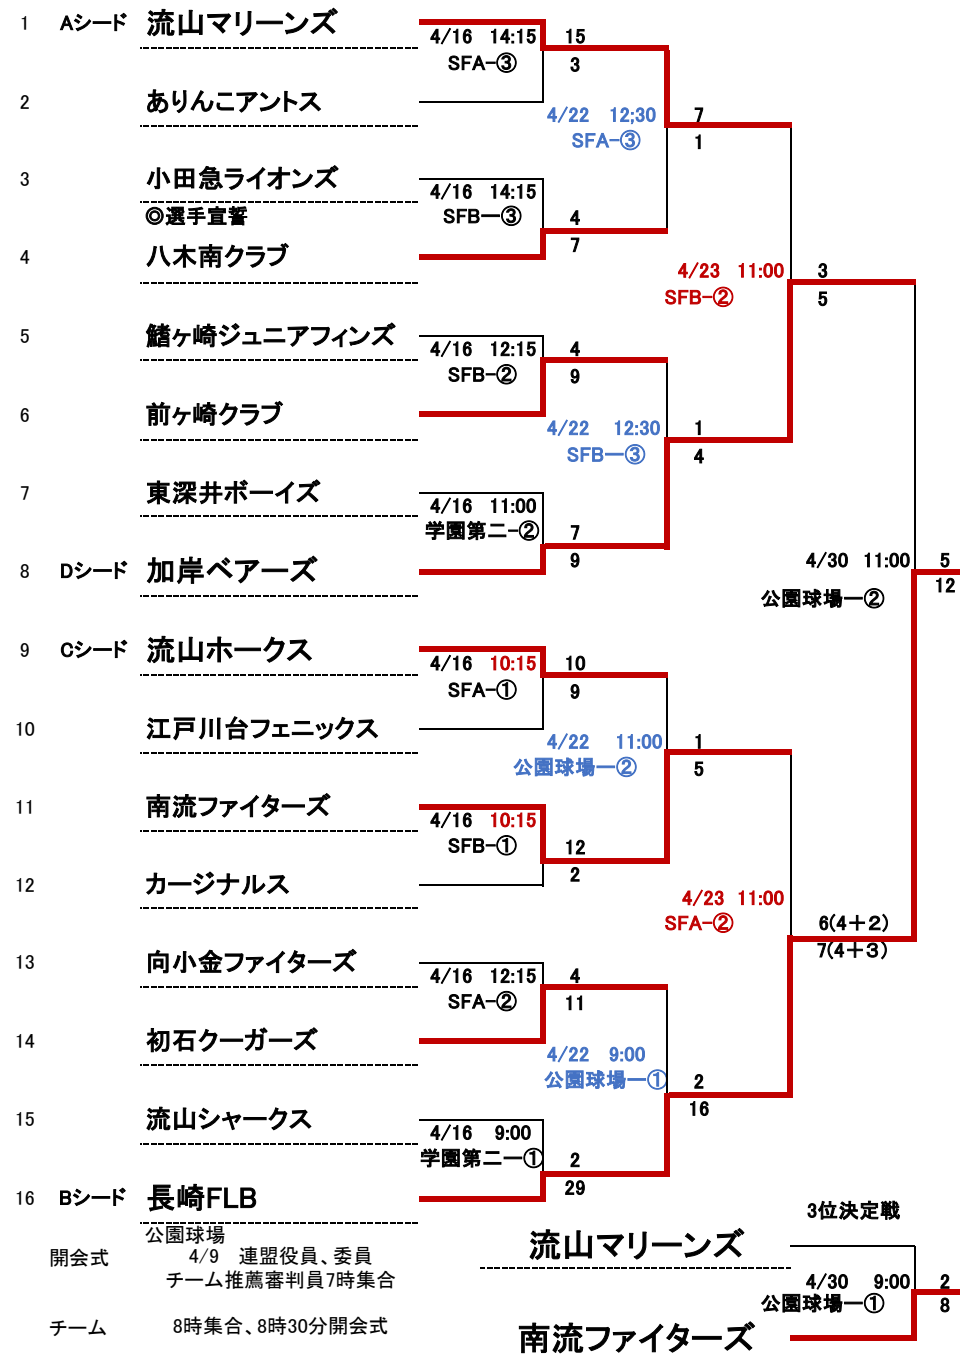 1 Aシード 流山マリーンズ
4/16 14:15 15
SFA-③ 3
2 ありんこアントス
4/22 12;30 7
SFA-③ 1
3 小田急ライオンズ
4/16 14:15
◎選手宣誓 SFBー③ 4
7
4 八木南クラブ
4/23 11:00 3
SFB-② 5
5 鰭ヶ崎ジュニアフィンズ
4/16 12:15 4
SFB-② 9
6 前ヶ崎クラブ
4/22 12:30 1
SFBー③ 4
7 東深井ボーイズ
4/16 11:00
学園第二-② 7
9
8 Dシード 加岸ベアーズ
4/30 11:00 5
公園球場ー② 12
9 Cシード 流山ホークス
4/16 10:15 10
SFA-① 9
10 江戸川台フェニックス
4/22 11:00 1
公園球場ー② 5
11 南流ファイターズ
4/16 10:15
SFB-① 12
2
12 カージナルス
4/23 11:00
SFA-② 6(4+2)
7(4+3)
13 向小金ファイターズ
4/16 12:15 4
SFA-② 11
14 初石クーガーズ
4/22 9:00
公園球場ー① 2
16
15 流山シャークス
4/16 9:00
学園第二ー① 2
29
16 Bシード 長崎FLB
3位決定戦
公園球場
開会式 4/9 連盟役員、委員
流山マリーンズ
チーム推薦審判員7時集合
4/30 9:00 2
公園球場ー① 8
チーム 8時集合、8時30分開会式
南流ファイターズ